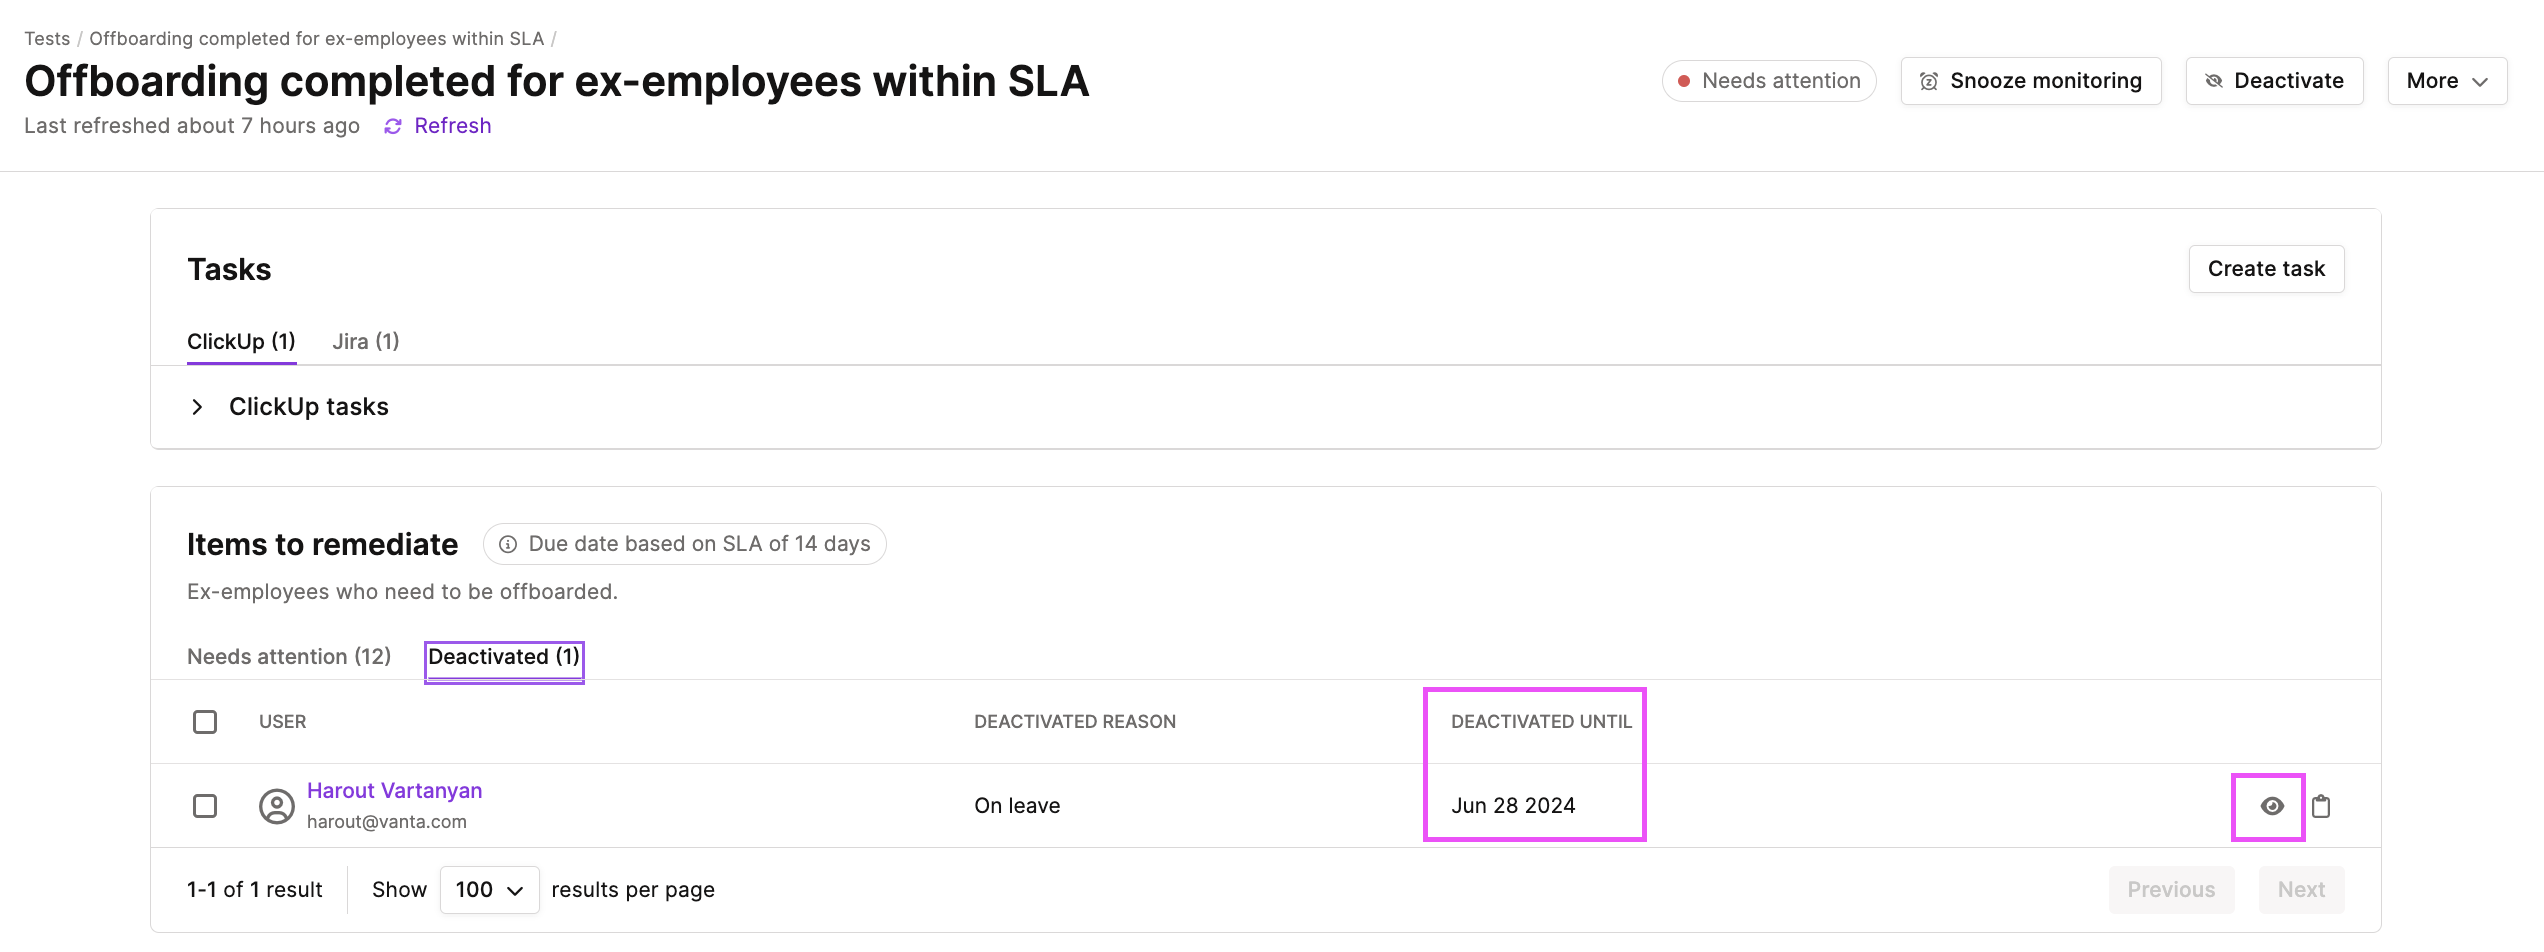 Tests / Offboarding completed for ex-employees within SLA /
Offboarding completed for ex-employees within SLA
Needs attention
Snooze monitoring
Deactivate
More
Last refreshed about 7 hours ago
Refresh
Tasks
Create task
ClickUp (1)
Jira (1)
ClickUp tasks
Items to remediate
Due date based on SLA of 14 days
Ex-employees who need to be offboarded.
Needs attention (12)
Deactivated (1)
USER
DEACTIVATED REASON
DEACTIVATED UNTIL
Harout Vartanyan
harout@vanta.com
On leave
Jun 28 2024
1-1 of 1 result
Show
100
results per page
Previous
Next